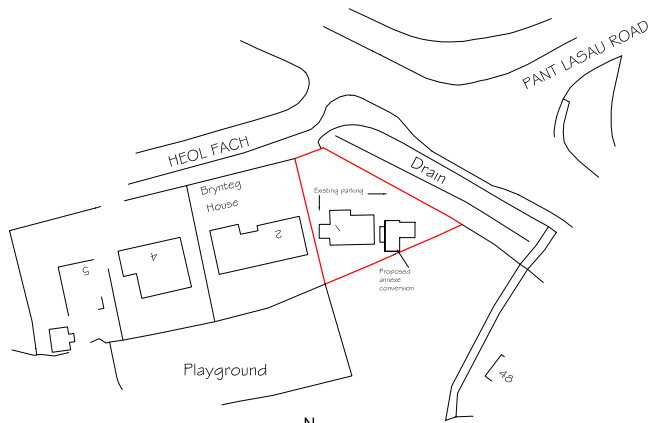 PANT LASAU ROAD
HEOL FACH
Drain
Brynteg
House
Existing parking
2
4
5
Proposed
annexe
conversion
Playground
48
N